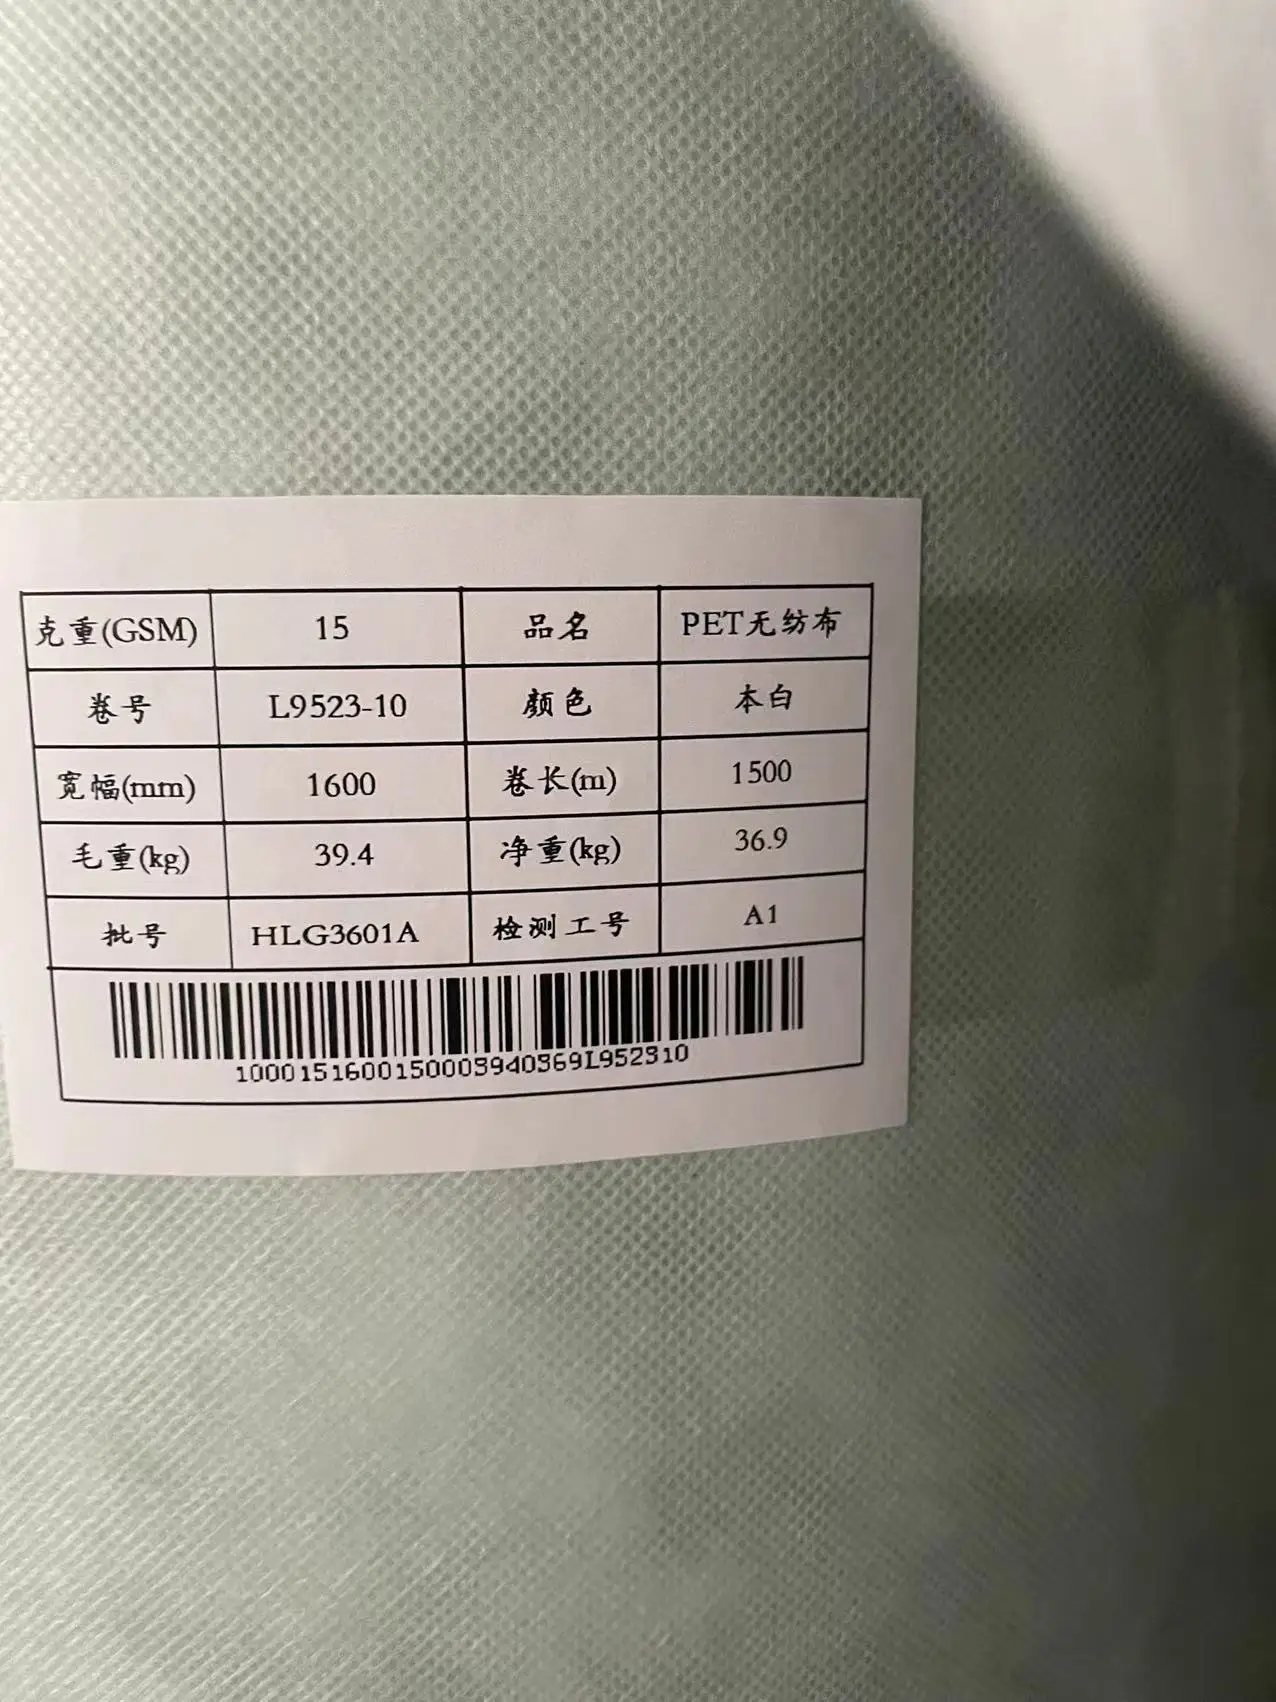 克重(GSM) 15 品名 PET无纺布
卷号 L9523-10 颜色 本白
宽幅(mm) 1600 卷长(m) 1500
毛重(kg) 39.4 净重(kg) 36.9
批号 HLG3601A 检测工号 A1
1000151600150003940369L952310